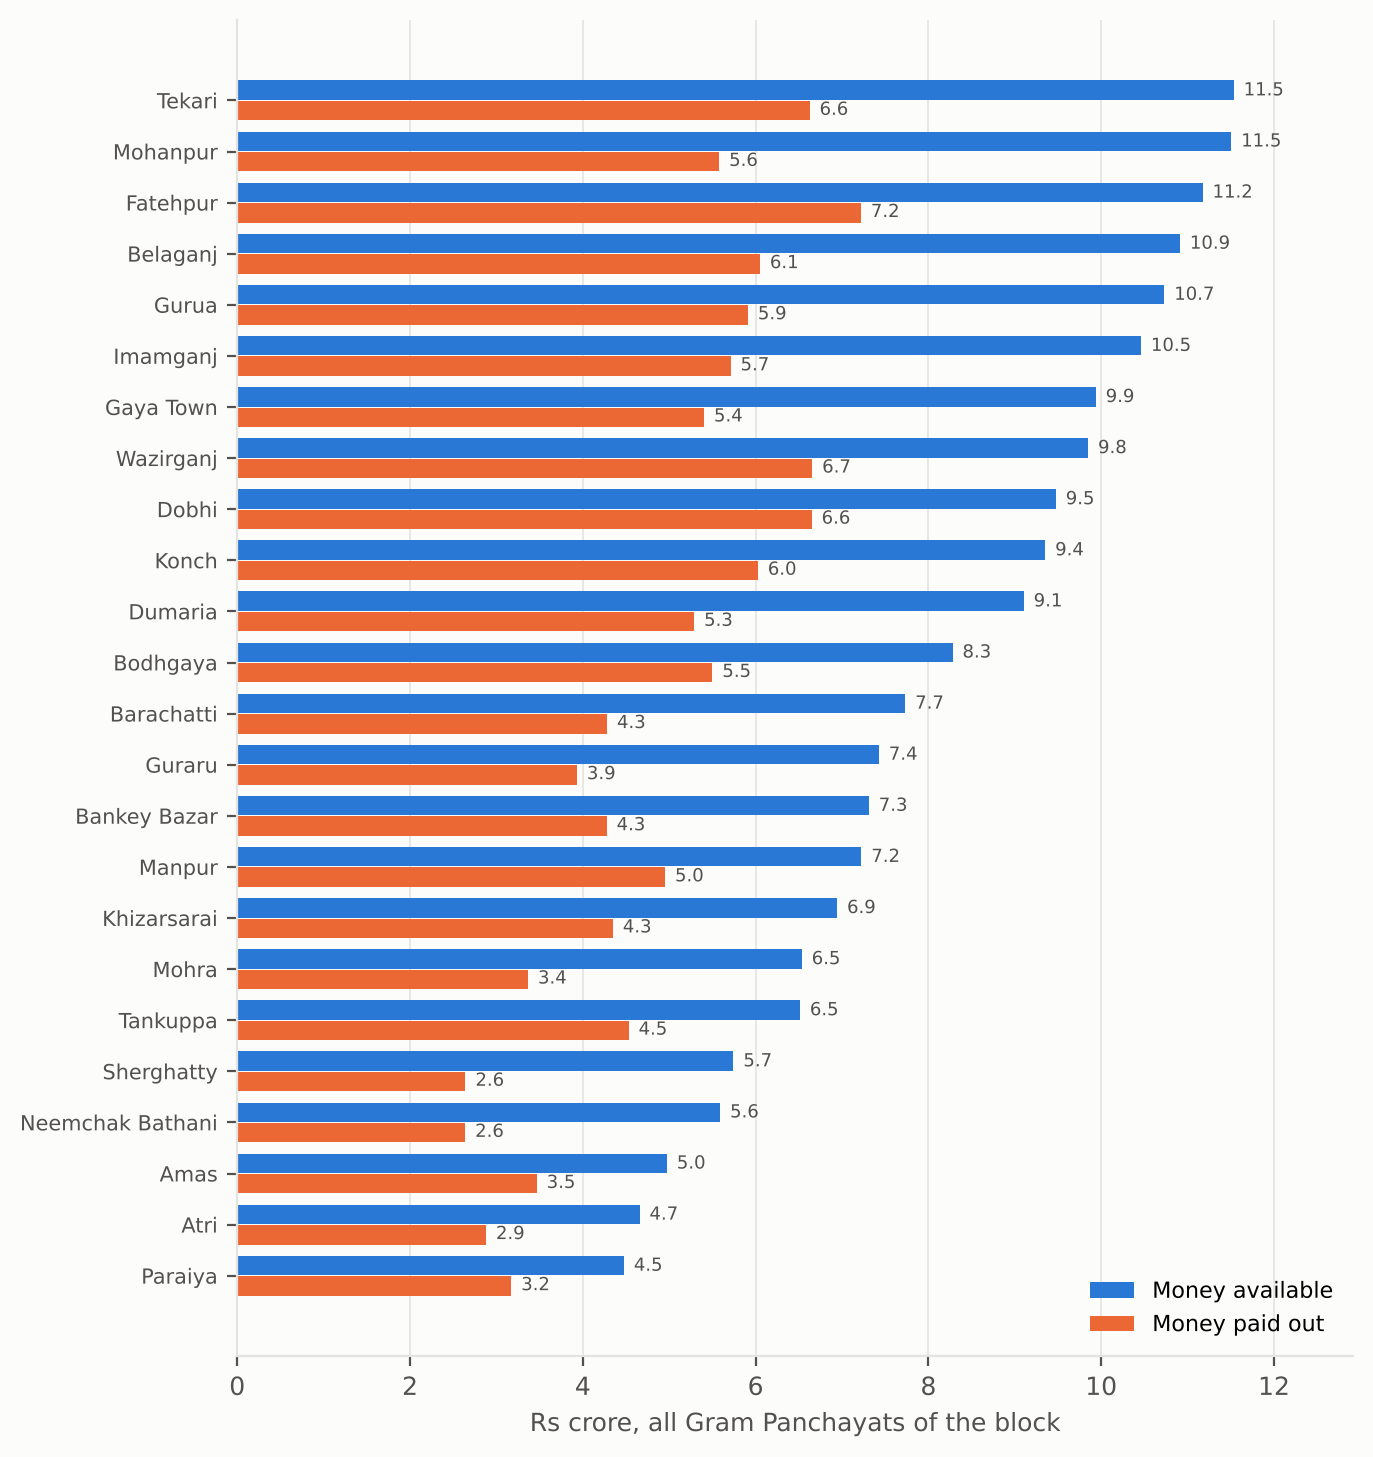 Tekari 11.5
6.6
Mohanpur 11.5
5.6
Fatehpur 11.2
7.2
Belaganj 10.9
6.1
Gurua 10.7
5.9
Imamganj 10.5
5.7
Gaya Town 9.9
5.4
Wazirganj 9.8
6.7
Dobhi 9.5
6.6
Konch 9.4
6.0
Dumaria 9.1
5.3
Bodhgaya 8.3
5.5
Barachatti 7.7
4.3
Guraru 7.4
3.9
Bankey Bazar 7.3
4.3
Manpur 7.2
5.0
Khizarsarai 6.9
4.3
Mohra 6.5
3.4
Tankuppa 6.5
4.5
Sherghatty 5.7
2.6
Neemchak Bathani 5.6
2.6
Amas 5.0
3.5
Atri 4.7
2.9
Paraiya 4.5
3.2
Money available
Money paid out
0 2 4 6 8 10 12
Rs crore, all Gram Panchayats of the block